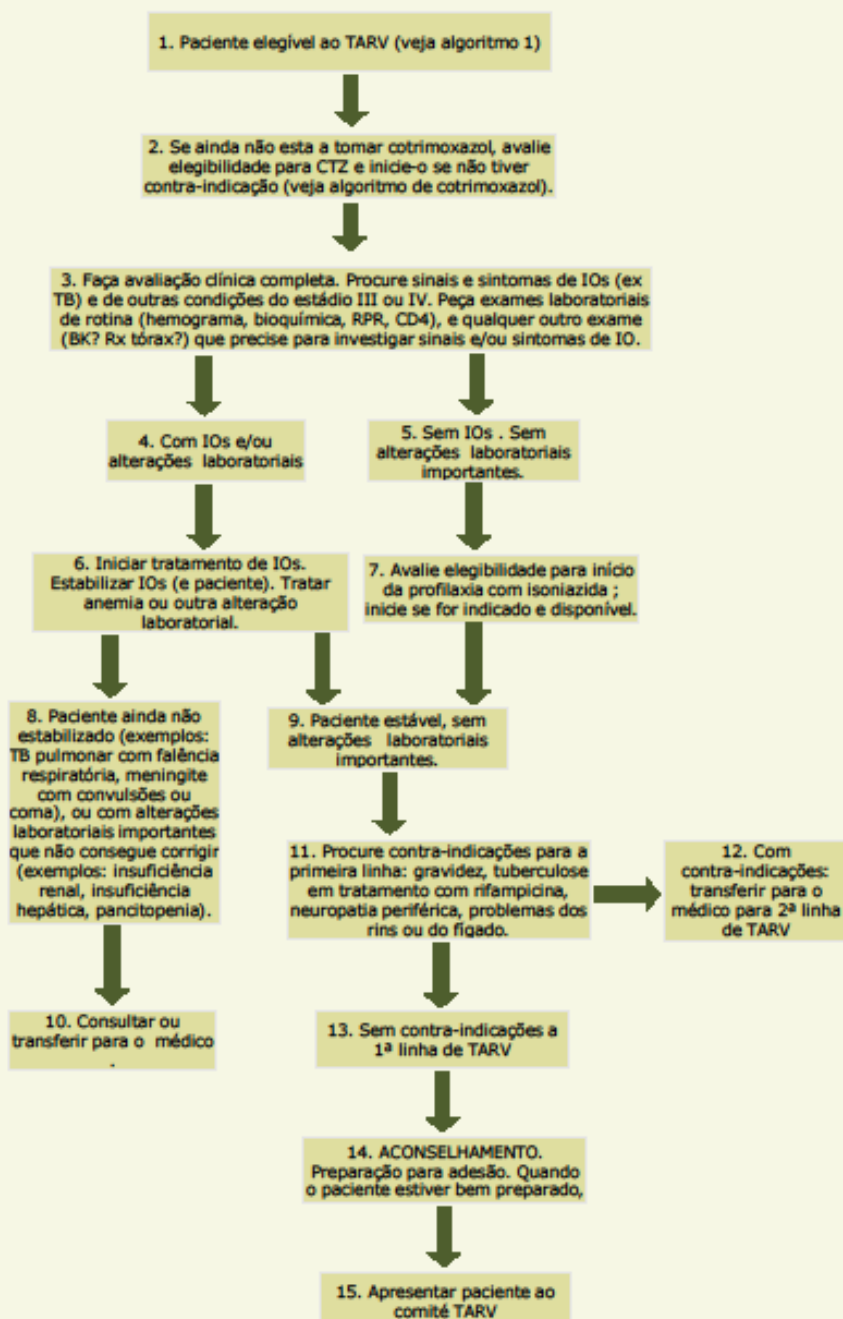 1. Paciente elegível ao TARV (veja algoritmo 1)
2. Se ainda não esta a tomar cotrimoxazol, avalie
elegibilidade para CTZ e inicie-o se não tiver
contra-indicação (veja algoritmo de cotrimoxazol).
3. Faça avaliação clínica completa. Procure sinais e sintomas de IOs (ex
TB) e de outras condições do estádio III ou IV. Peça exames laboratoriais
de rotina (hemograma, bioquímica, RPR, CD4), e qualquer outro exame
(BK? Rx tórax?) que precise para investigar sinais e/ou sintomas de IO.
4. Com IOs e/ou
alterações laboratoriais
5. Sem IOs . Sem
alterações laboratoriais
importantes.
6. Iniciar tratamento de IOs.
Estabilizar IOs (e paciente). Tratar
anemia ou outra alteração
laboratorial.
7. Avalie elegibilidade para início
da profilaxia com isoniazida ;
inicie se for indicado e disponível.
8. Paciente ainda não
estabilizado (exemplos:
TB pulmonar com falência
respiratória, meningite
com convulsões ou
coma), ou com alterações
laboratoriais importantes
que não consegue corrigir
(exemplos: insuficiência
renal, insuficiência
hepática, pancitopenia).
9. Paciente estável, sem
alterações laboratoriais
importantes.
11. Procure contra-indicações para a
primeira linha: gravidez, tuberculose
em tratamento com rifampicina,
neuropatia periférica, problemas dos
rins ou do fígado.
12. Com
contra-indicações:
transferir para o
médico para 2ª linha
de TARV
10. Consultar ou
transferir para o médico
.
13. Sem contra-indicações a
1ª linha de TARV
14. ACONSELHAMENTO.
Preparação para adesão. Quando
o paciente estiver bem preparado,
15. Apresentar paciente ao
comité TARV